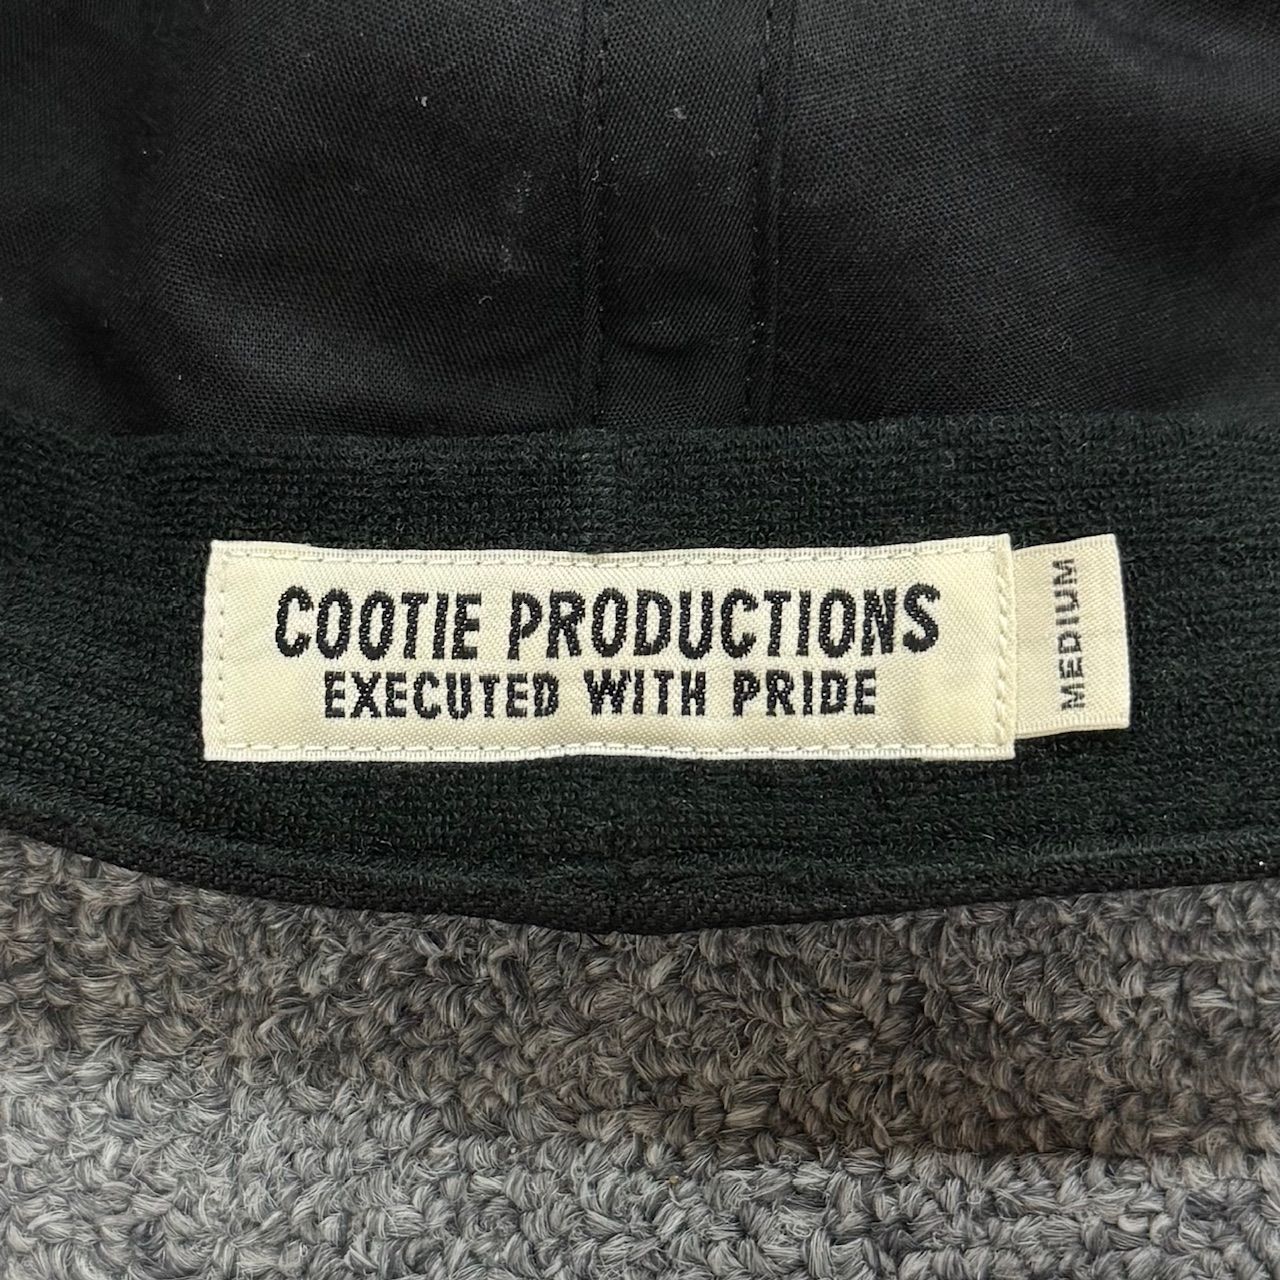 COOTIE PRODUCTIONS
EXECUTED WITH PRIDE
MEDIUM